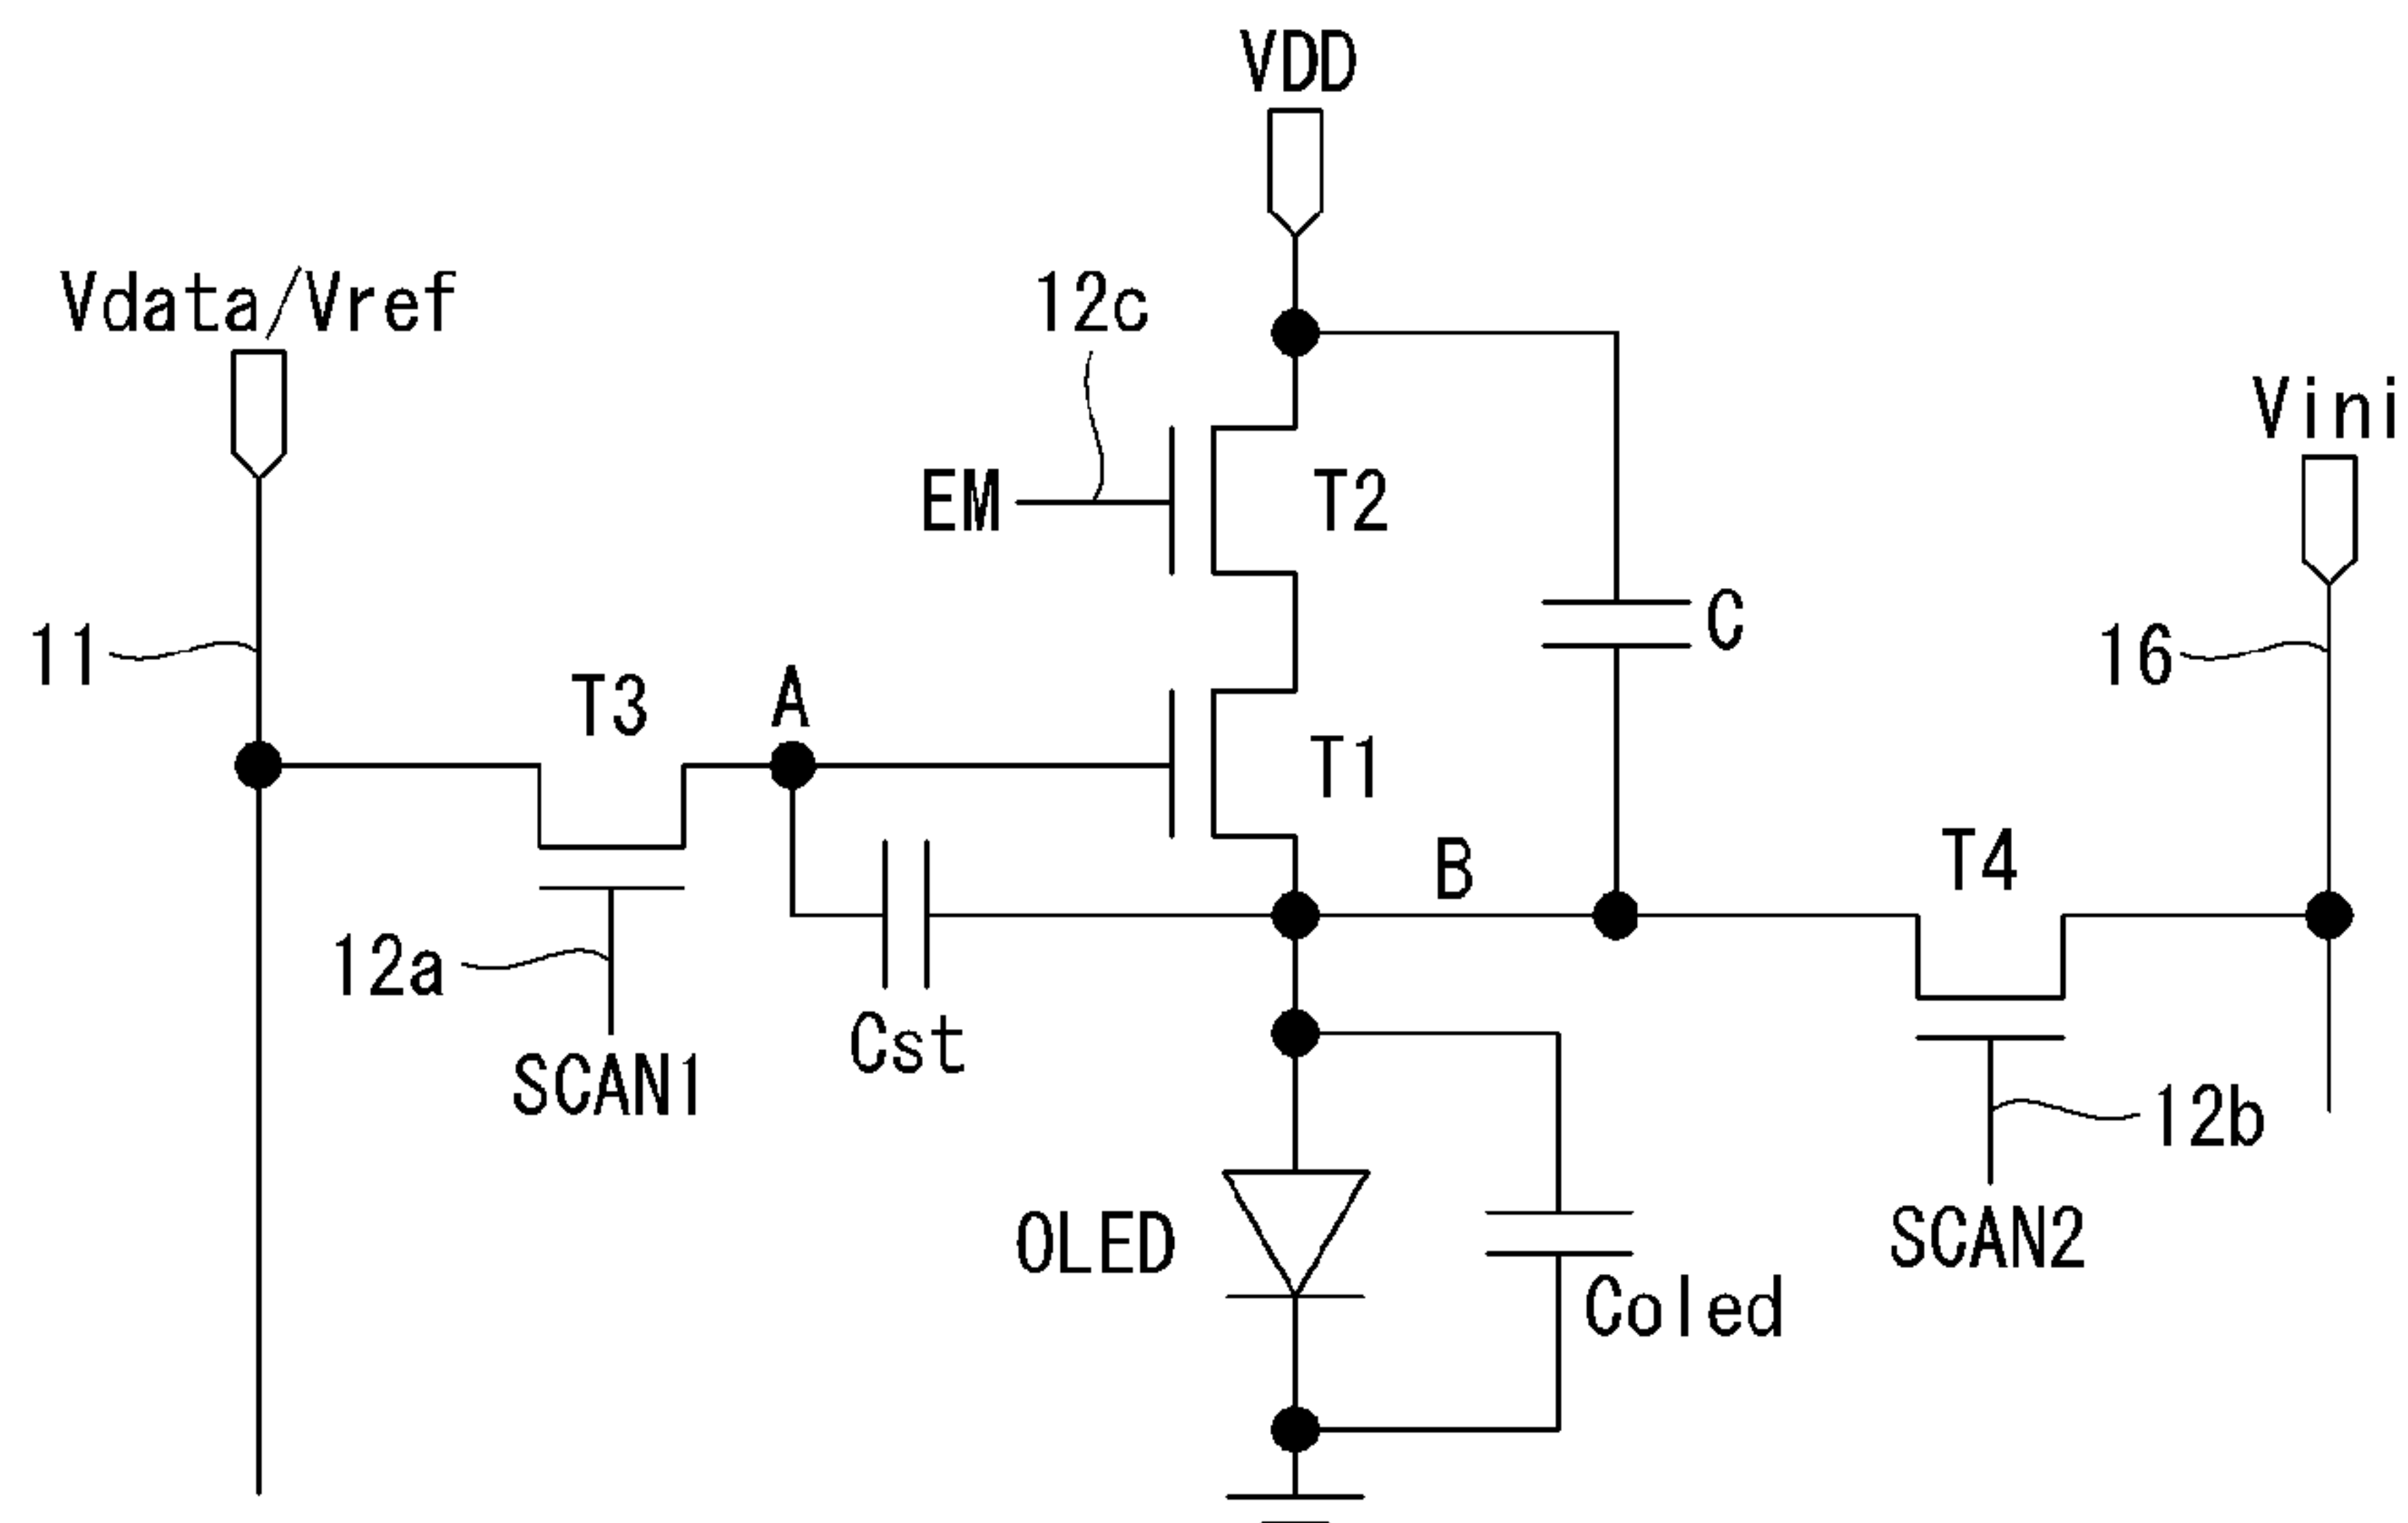 VDD
Vdata/Vref
12c
Vini
EM
T2
C
11
16
T3
A
T1
B
T4
12a
Cst
SCAN1
12b
OLED
SCAN2
Coled